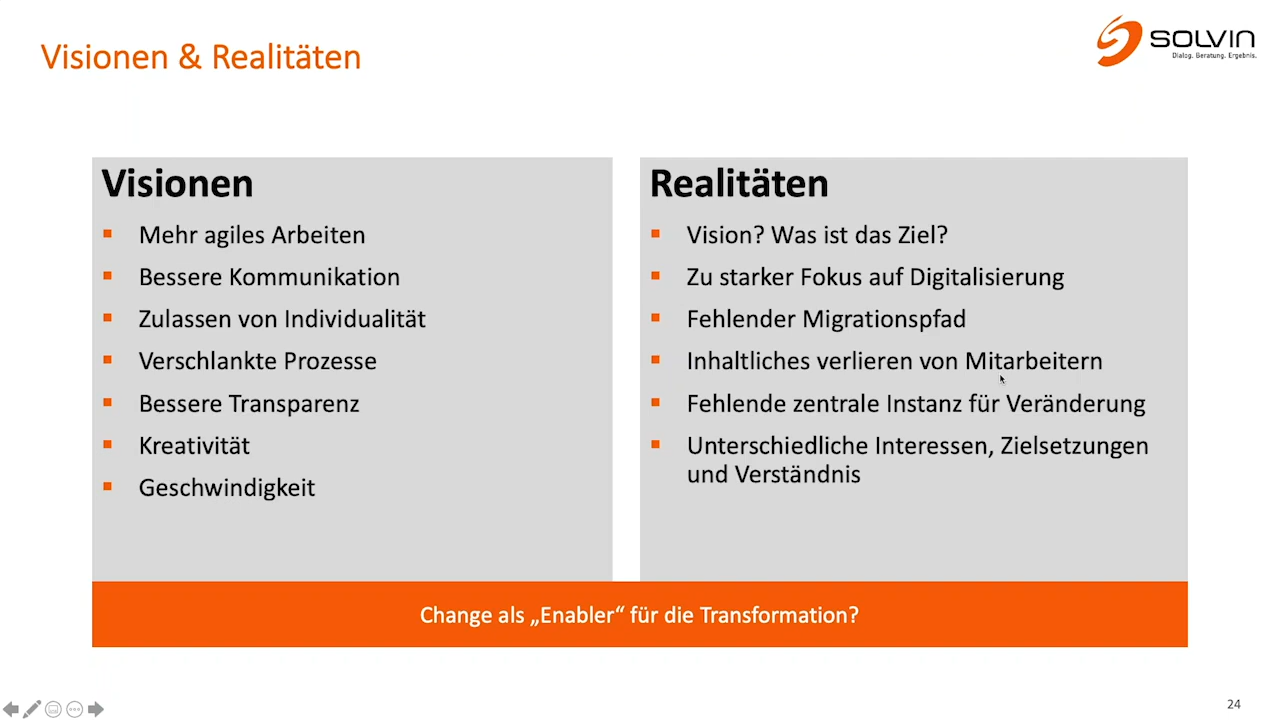 Visionen & Realitäten
SOLVIN
Dialog. Beratung. Ergebnis.
Visionen
Mehr agiles Arbeiten
Bessere Kommunikation
Zulassen von Individualität
Verschlankte Prozesse
Bessere Transparenz
Kreativität
Geschwindigkeit
Realitäten
Vision? Was ist das Ziel?
Zu starker Fokus auf Digitalisierung
Fehlender Migrationspfad
Inhaltliches verlieren von Mitarbeitern
Fehlende zentrale Instanz für Veränderung
Unterschiedliche Interessen, Zielsetzungen
und Verständnis
Change als „Enabler“ für die Transformation?
24